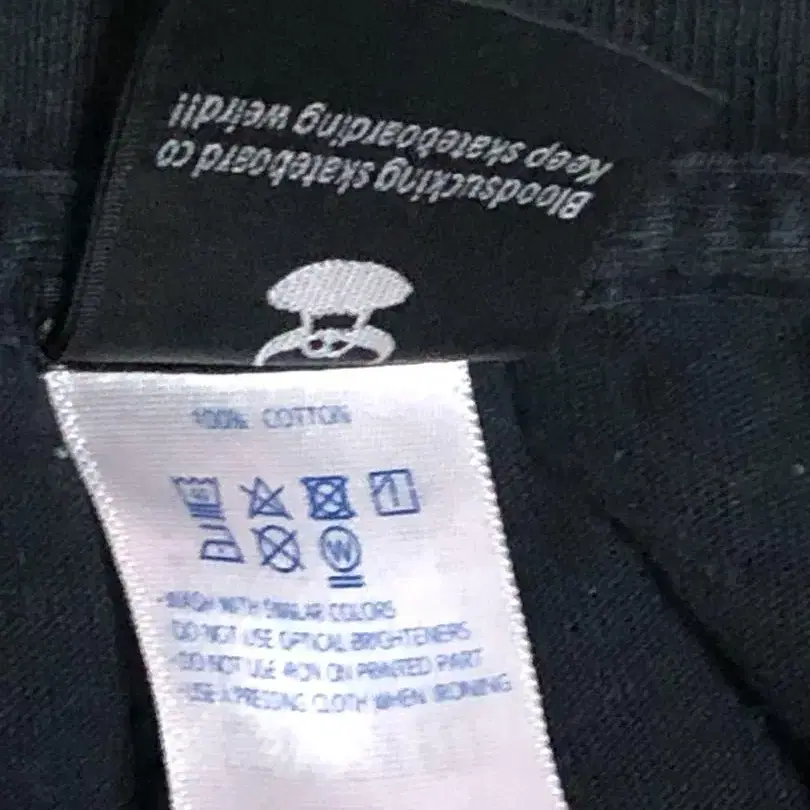 Bloodsucking skateboard co
Keep skateboarding weird!!
100% COTTON
W
-WASH WITH SIMILAR COLORS
DO NOT USE OPTICAL BRIGHTENERS
-DO NOT USE IRON ON PRINTED PART
-USE A PRESSING CLOTH WHEN IRONING